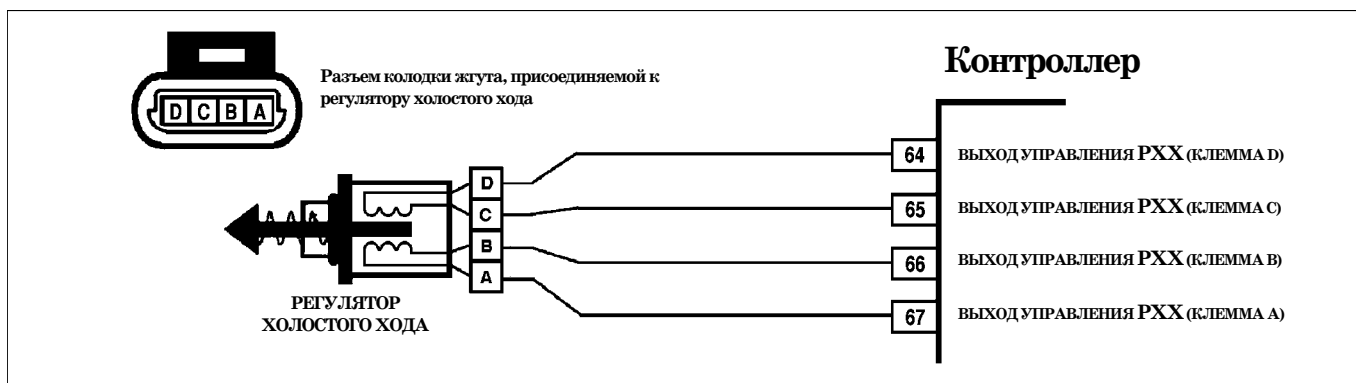 Контроллер
Разъем колодки жгута, присоединяемой к
регулятору холостого хода
D C B A
D
C
B
A
64 ВЫХОД УПРАВЛЕНИЯ РХХ (КЛЕММА D)
65 ВЫХОД УПРАВЛЕНИЯ РХХ (КЛЕММА C)
66 ВЫХОД УПРАВЛЕНИЯ РХХ (КЛЕММА B)
67 ВЫХОД УПРАВЛЕНИЯ РХХ (КЛЕММА A)
РЕГУЛЯТОР
ХОЛОСТОГО ХОДА